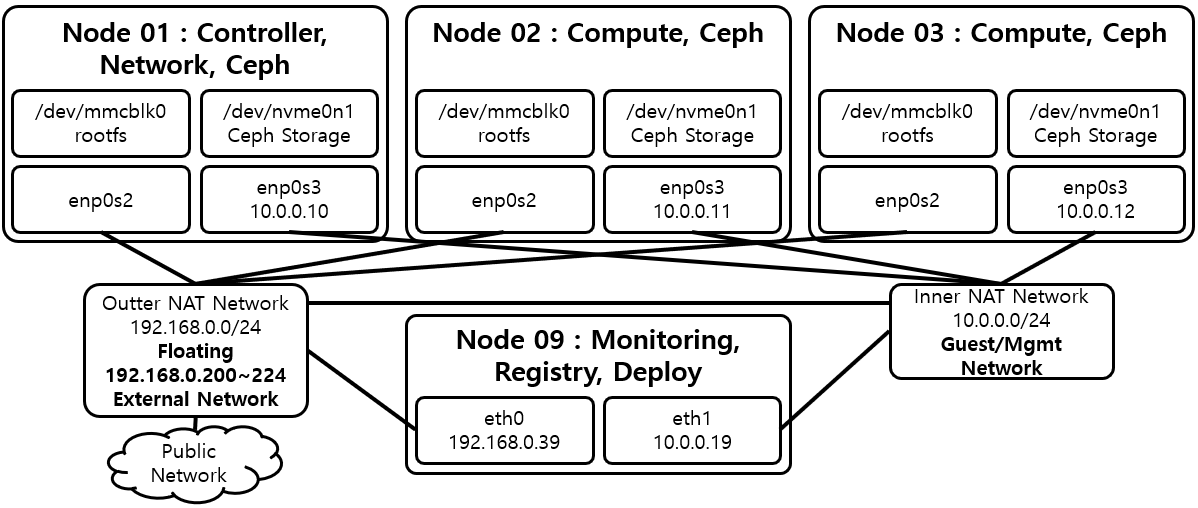 Node 01 : Controller,
Network, Ceph
/dev/mmcblk0
rootfs
/dev/nvme0n1
Ceph Storage
enp0s2
enp0s3
10.0.0.10
Node 02 : Compute, Ceph
/dev/mmcblk0
rootfs
/dev/nvme0n1
Ceph Storage
enp0s2
enp0s3
10.0.0.11
Node 03 : Compute, Ceph
/dev/mmcblk0
rootfs
/dev/nvme0n1
Ceph Storage
enp0s2
enp0s3
10.0.0.12
Outter NAT Network
192.168.0.0/24
Floating
192.168.0.200~224
External Network
Public
Network
Node 09 : Monitoring,
Registry, Deploy
eth0
192.168.0.39
eth1
10.0.0.19
Inner NAT Network
10.0.0.0/24
Guest/Mgmt
Network